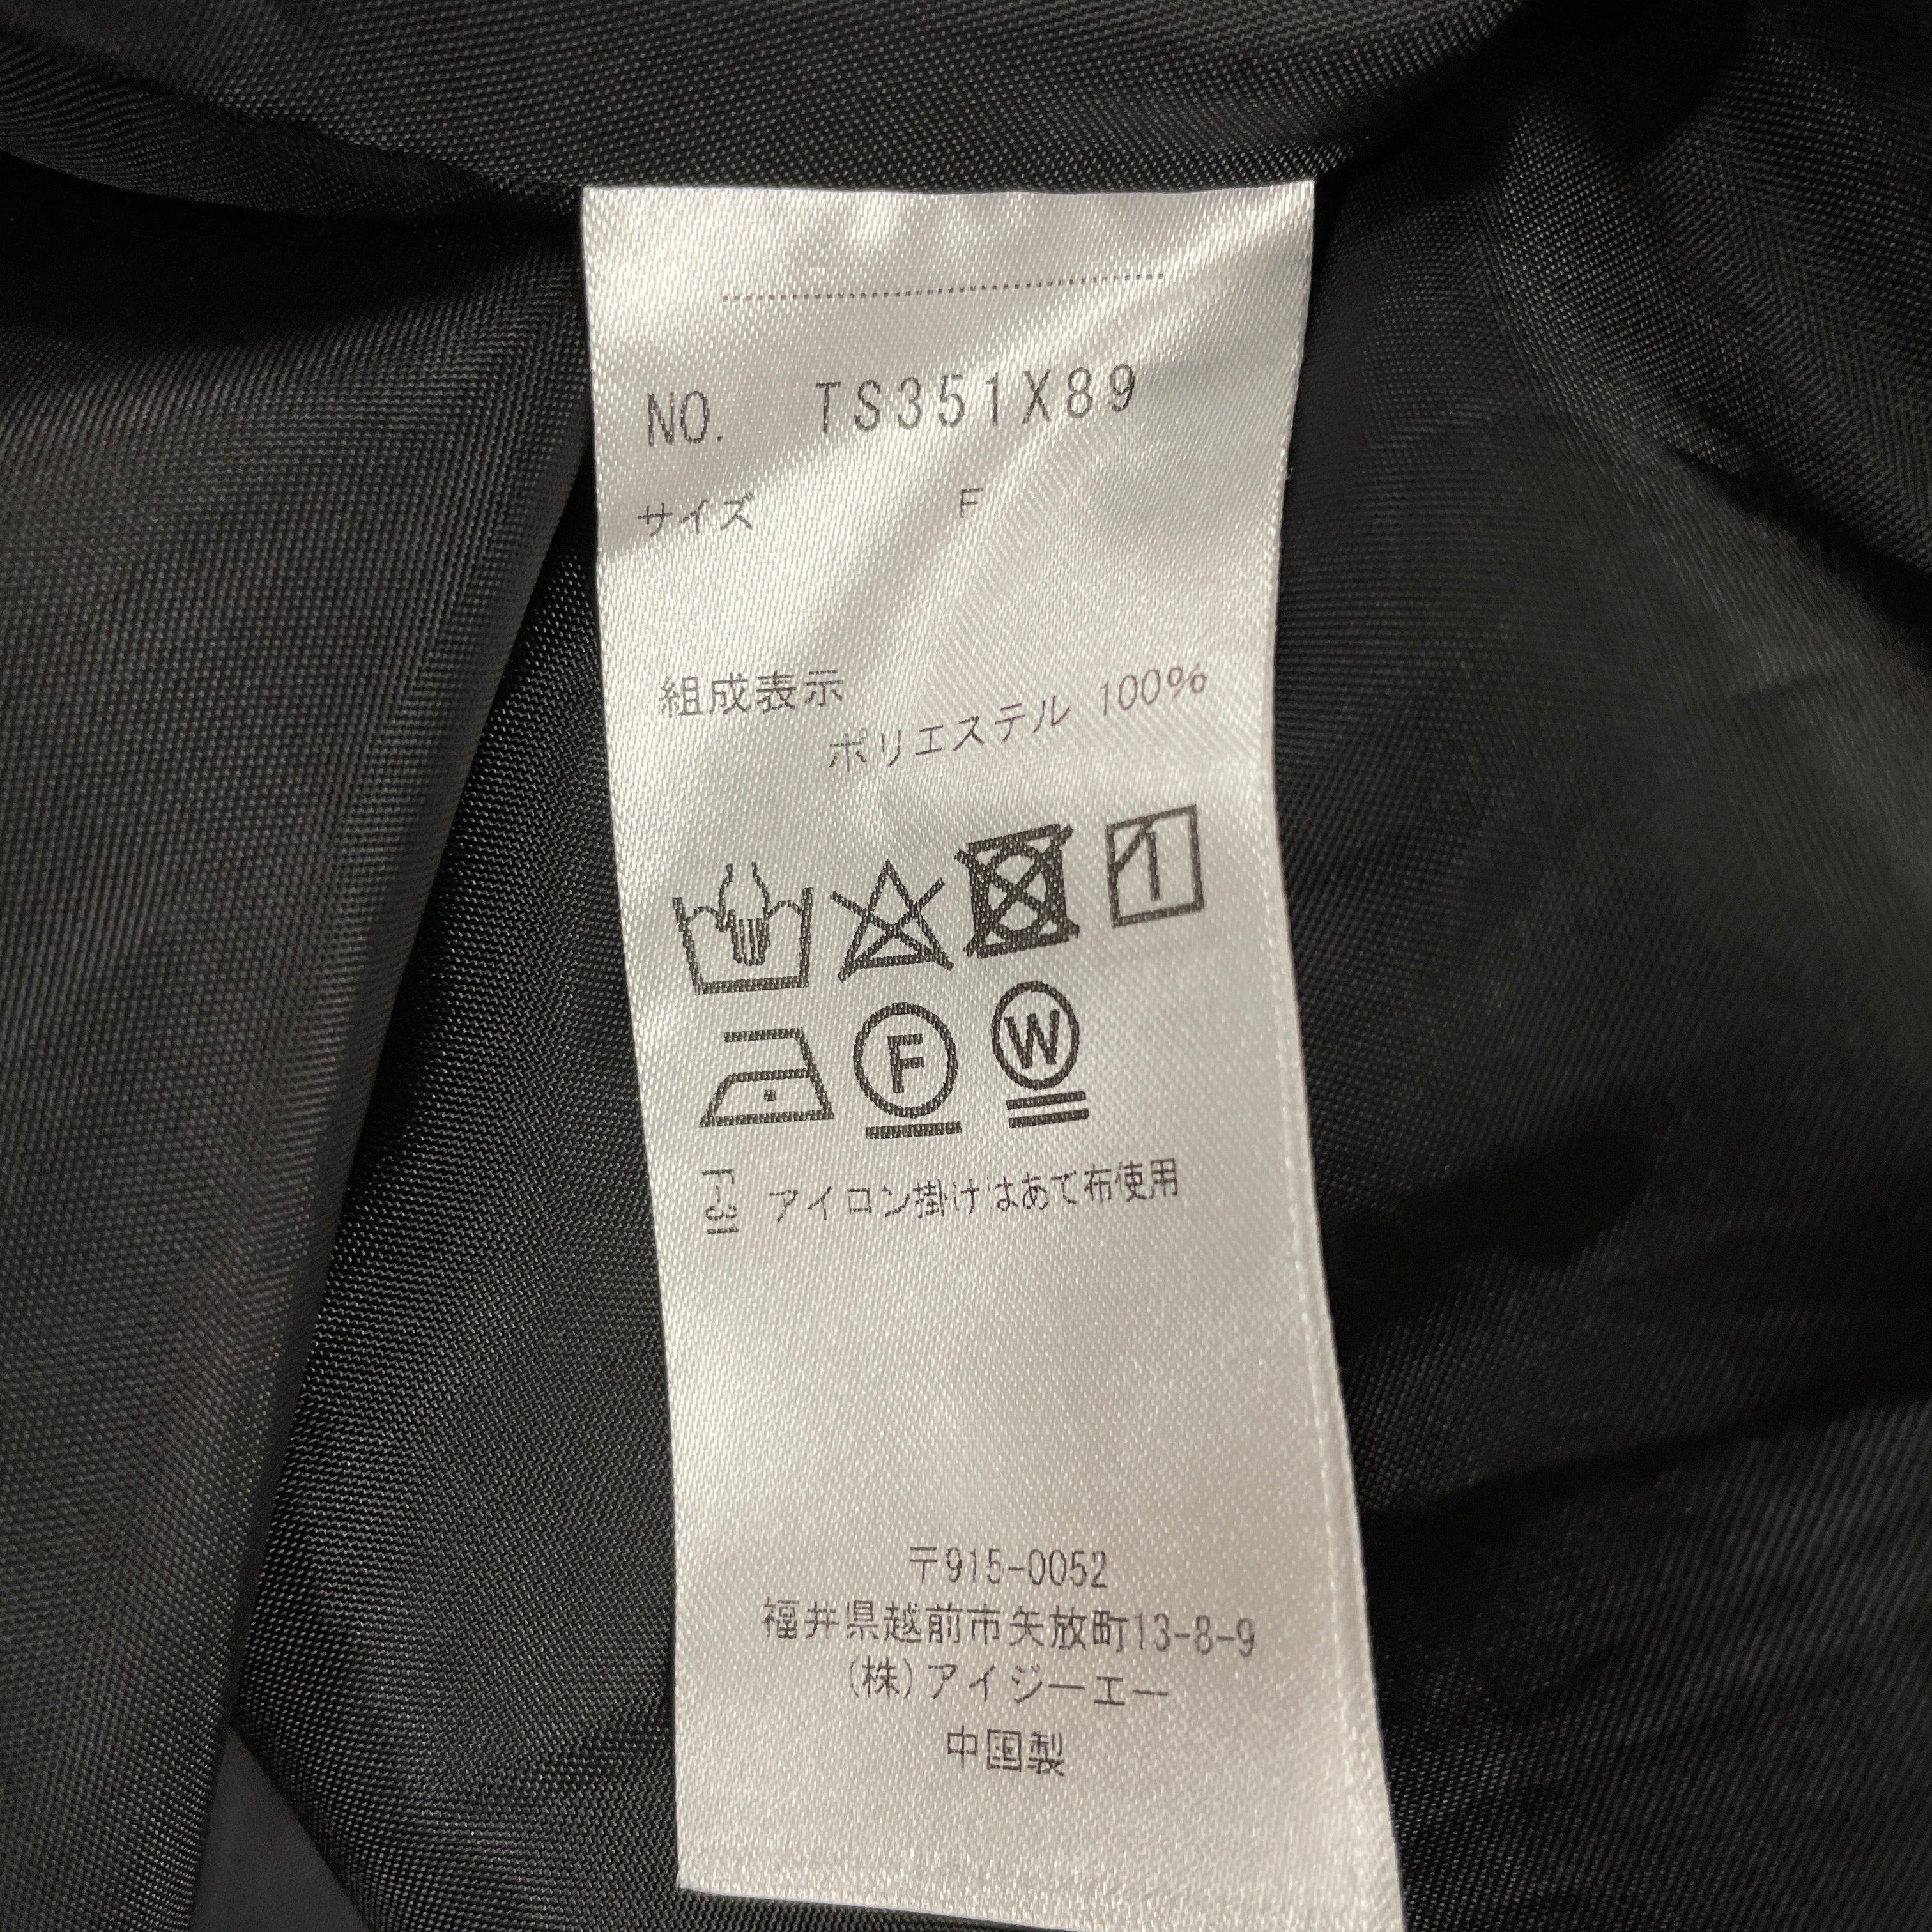 NO. TS351X89
サイズ F
組成表示
ポリエステル 100%
F
W
アイロン掛けはあて布使用
〒915-0052
福井県越前市矢放町13-8-9
(株)アイジーエー
中国製